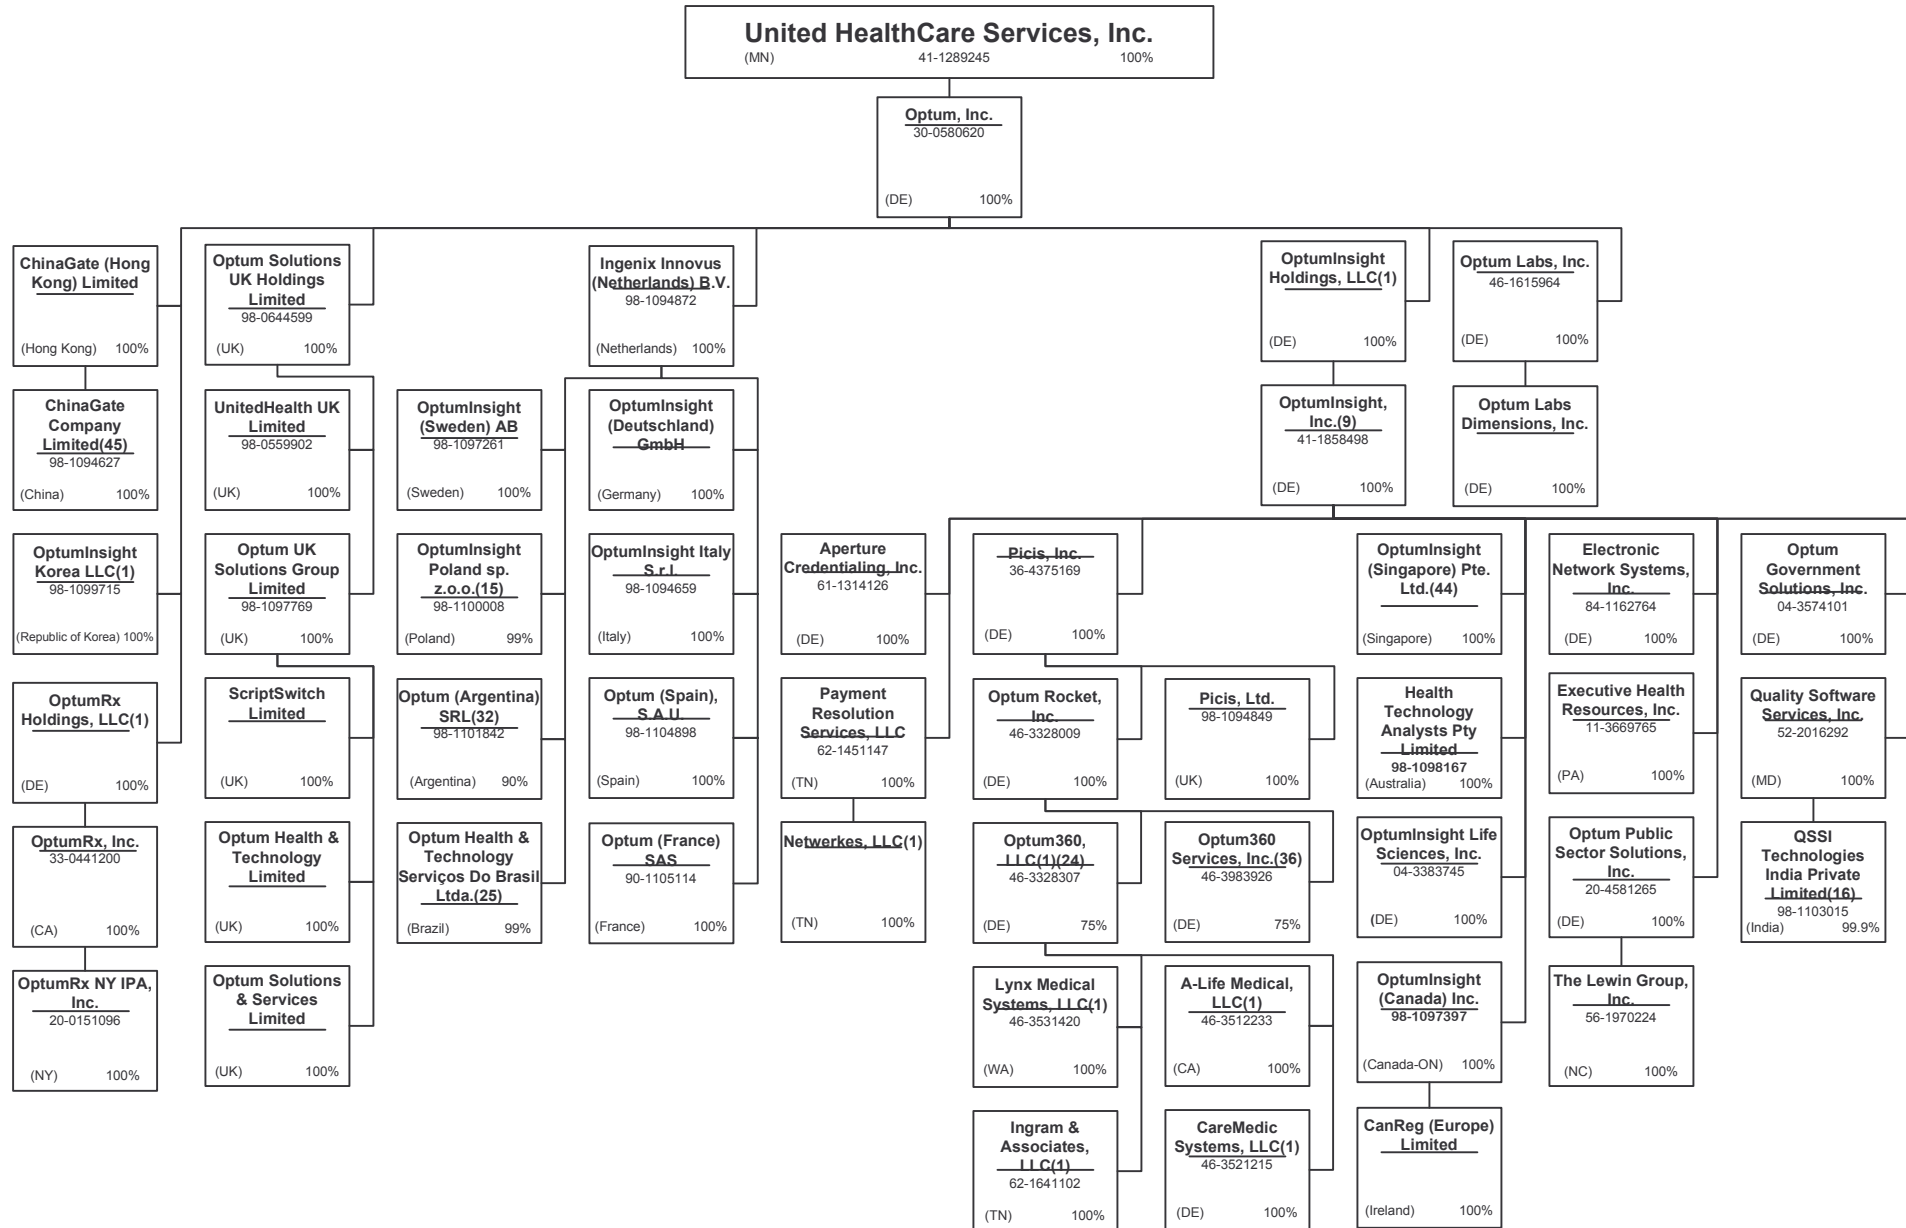 United HealthCare Services, Inc.
(MN) 41-1289245 100%
Optum, Inc.
30-0580620
(DE) 100%
ChinaGate (Hong
Kong) Limited
(Hong Kong) 100%
Optum Solutions
UK Holdings
Limited
98-0644599
(UK) 100%
Ingenix Innovus
(Netherlands) B.V.
98-1094872
(Netherlands) 100%
OptumInsight
Holdings, LLC(1)
(DE) 100%
Optum Labs, Inc.
46-1615964
(DE) 100%
ChinaGate
Company
Limited(45)
98-1094627
(China) 100%
UnitedHealth UK
Limited
98-0559902
(UK) 100%
OptumInsight
(Sweden) AB
98-1097261
(Sweden) 100%
OptumInsight
(Deutschland)
GmbH
(Germany) 100%
OptumInsight,
Inc.(9)
41-1858498
(DE) 100%
Optum Labs
Dimensions, Inc.
(DE) 100%
OptumInsight
Korea LLC(1)
98-1099715
(Republic of Korea) 100%
Optum UK
Solutions Group
Limited
98-1097769
(UK) 100%
OptumInsight
Poland sp.
z.o.o.(15)
98-1100008
(Poland) 99%
OptumInsight Italy
S.r.l.
98-1094659
(Italy) 100%
Aperture
Credentialing, Inc.
61-1314126
(DE) 100%
Picis, Inc.
36-4375169
(DE) 100%
OptumInsight
(Singapore) Pte.
Ltd.(44)
(Singapore) 100%
Electronic
Network Systems,
Inc.
84-1162764
(DE) 100%
Optum
Government
Solutions, Inc.
04-3574101
(DE) 100%
OptumRx
Holdings, LLC(1)
(DE) 100%
ScriptSwitch
Limited
(UK) 100%
Optum (Argentina)
SRL(32)
98-1101842
(Argentina) 90%
Optum (Spain),
S.A.U.
98-1104898
(Spain) 100%
Payment
Resolution
Services, LLC
62-1451147
(TN) 100%
Optum Rocket,
Inc.
46-3328009
(DE) 100%
Picis, Ltd.
98-1094849
(UK) 100%
Health
Technology
Analysts Pty
Limited
98-1098167
(Australia) 100%
Executive Health
Resources, Inc.
11-3669765
(PA) 100%
Quality Software
Services, Inc.
52-2016292
(MD) 100%
OptumRx, Inc.
33-0441200
(CA) 100%
Optum Health &
Technology
Limited
(UK) 100%
Optum Health &
Technology
Serviços Do Brasil
Ltda.(25)
(Brazil) 99%
Optum (France)
SAS
90-1105114
(France) 100%
Netwerkes, LLC(1)
(TN) 100%
Optum360,
LLC(1)(24)
46-3328307
(DE) 75%
Optum360
Services, Inc.(36)
46-3983926
(DE) 75%
OptumInsight Life
Sciences, Inc.
04-3383745
(DE) 100%
Optum Public
Sector Solutions,
Inc.
20-4581265
(DE) 100%
QSSI
Technologies
India Private
Limited(16)
98-1103015
(India) 99.9%
OptumRx NY IPA,
Inc.
20-0151096
(NY) 100%
Optum Solutions
& Services
Limited
(UK) 100%
Lynx Medical
Systems, LLC(1)
46-3531420
(WA) 100%
A-Life Medical,
LLC(1)
46-3512233
(CA) 100%
OptumInsight
(Canada) Inc.
98-1097397
(Canada-ON) 100%
The Lewin Group,
Inc.
56-1970224
(NC) 100%
Ingram &
Associates,
LLC(1)
62-1641102
(TN) 100%
CareMedic
Systems, LLC(1)
46-3521215
(DE) 100%
CanReg (Europe)
Limited
(Ireland) 100%